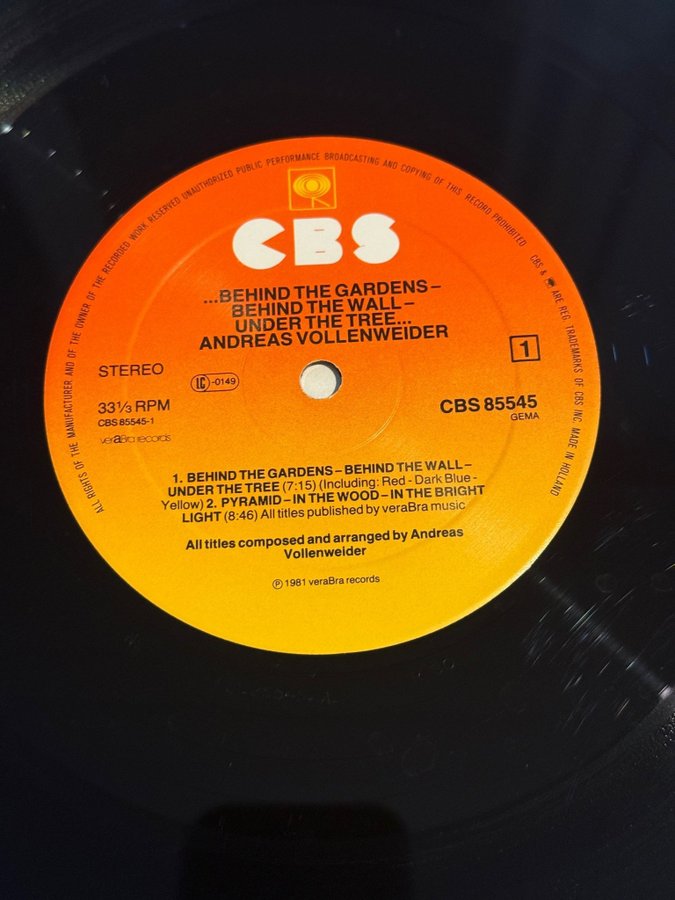 ALL RIGHTS OF THE MANUFACTURER AND OF THE OWNER OF THE RECORDED WORK RESERVED UNAUTHORIZED PUBLIC PERFORMANCE BROADCASTING AND COPYING OF THIS RECORD PROHIBITED CBS & ARE REG. TRADEMARKS OF CBS INC. MADE IN HOLLAND
CBS
...BEHIND THE GARDENS–
BEHIND THE WALL–
UNDER THE TREE...
ANDREAS VOLLENWEIDER
STEREO
LC-0149
1
33⅓ RPM
CBS 85545-1
veraBra records
CBS 85545
GEMA
1. BEHIND THE GARDENS – BEHIND THE WALL –
UNDER THE TREE (7:15) (Including: Red - Dark Blue -
Yellow) 2. PYRAMID – IN THE WOOD – IN THE BRIGHT
LIGHT (8:46) All titles published by veraBra music
All titles composed and arranged by Andreas
Vollenweider
℗ 1981 veraBra records